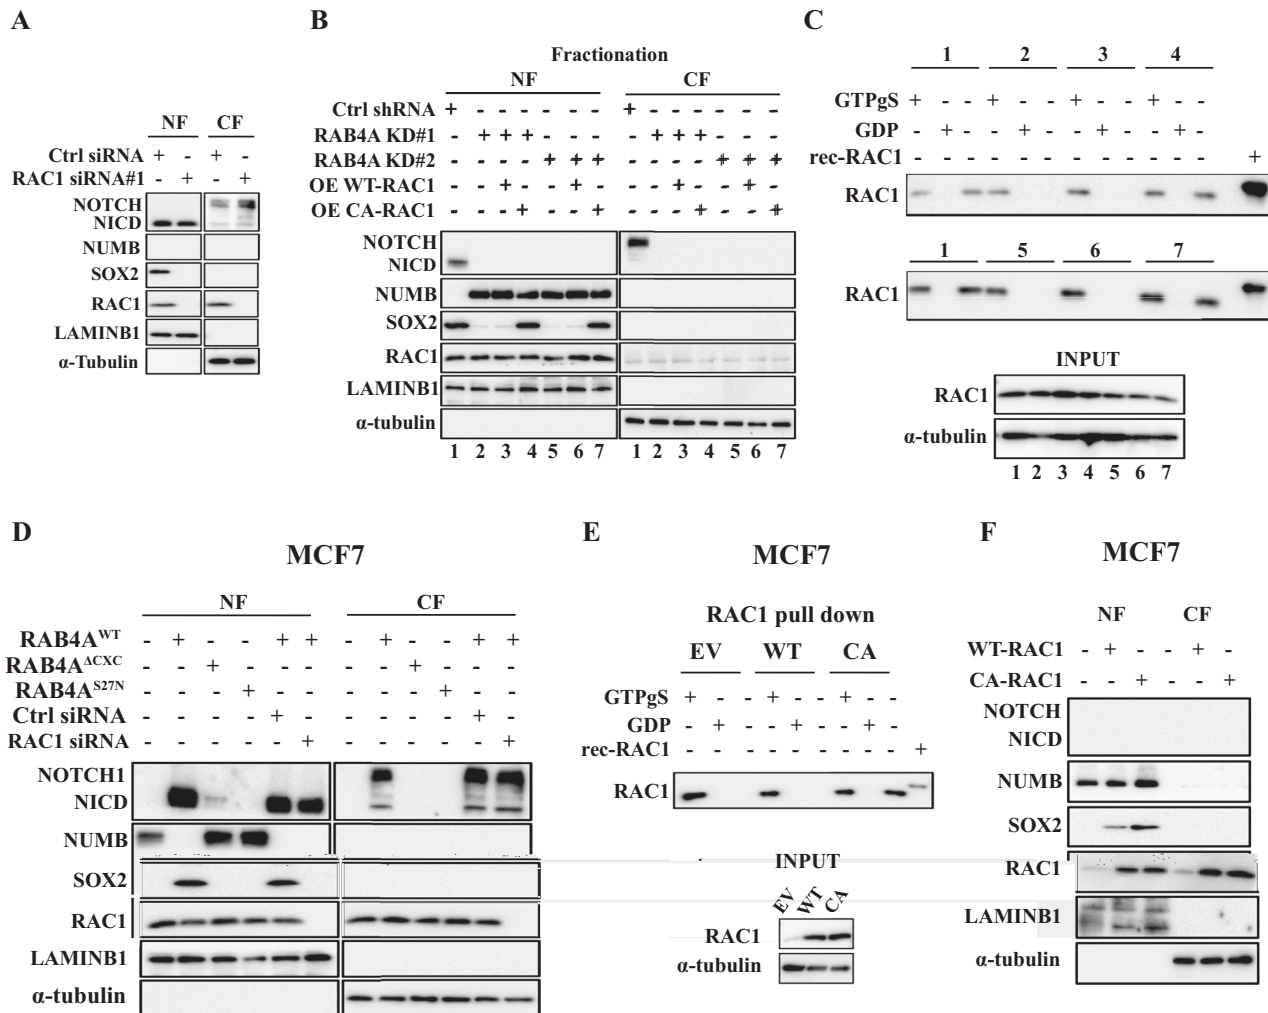 A
NF CF
Ctrl siRNA + - + -
RAC1 siRNA#1 - + - +
NOTCH
NICD
NUMB
SOX2
RAC1
LAMINB1
α-Tubulin
B
Fractionation
NF CF
Ctrl shRNA + - - - - - - + - - - - - -
RAB4A KD#1 - + + + - - - - + + + - - -
RAB4A KD#2 - - - - + + + - - - - + + +
OE WT-RAC1 - - + - - + - - - + - - + -
OE CA-RAC1 - - - + - - + - - - + - - +
NOTCH
NICD
NUMB
SOX2
RAC1
LAMINB1
α-tubulin
1 2 3 4 5 6 7 1 2 3 4 5 6 7
C
1 2 3 4
GTPgS + - - + - - + - - + - -
GDP - + - - + - - + - - + -
rec-RAC1 +
RAC1
1 5 6 7
RAC1
INPUT
RAC1
α-tubulin
1 2 3 4 5 6 7
D
MCF7
NF CF
RAB4A^WT - + - - + + - + - - + +
RAB4A^ΔCXC - - + - - - - - + - - -
RAB4A^S27N - - - + - - - - - + - -
Ctrl siRNA - - - - + - - - - - + -
RAC1 siRNA - - - - - + - - - - - +
NOTCH1
NICD
NUMB
SOX2
RAC1
LAMINB1
α-tubulin
E
MCF7
RAC1 pull down
EV WT CA
GTPgS + - - + - + - -
GDP - + - - + - + -
rec-RAC1 - - - - - - - - +
RAC1
INPUT
EV WT CA
RAC1
α-tubulin
F
MCF7
NF CF
WT-RAC1 - + - - + -
CA-RAC1 - - + - - +
NOTCH
NICD
NUMB
SOX2
RAC1
LAMINB1
α-tubulin